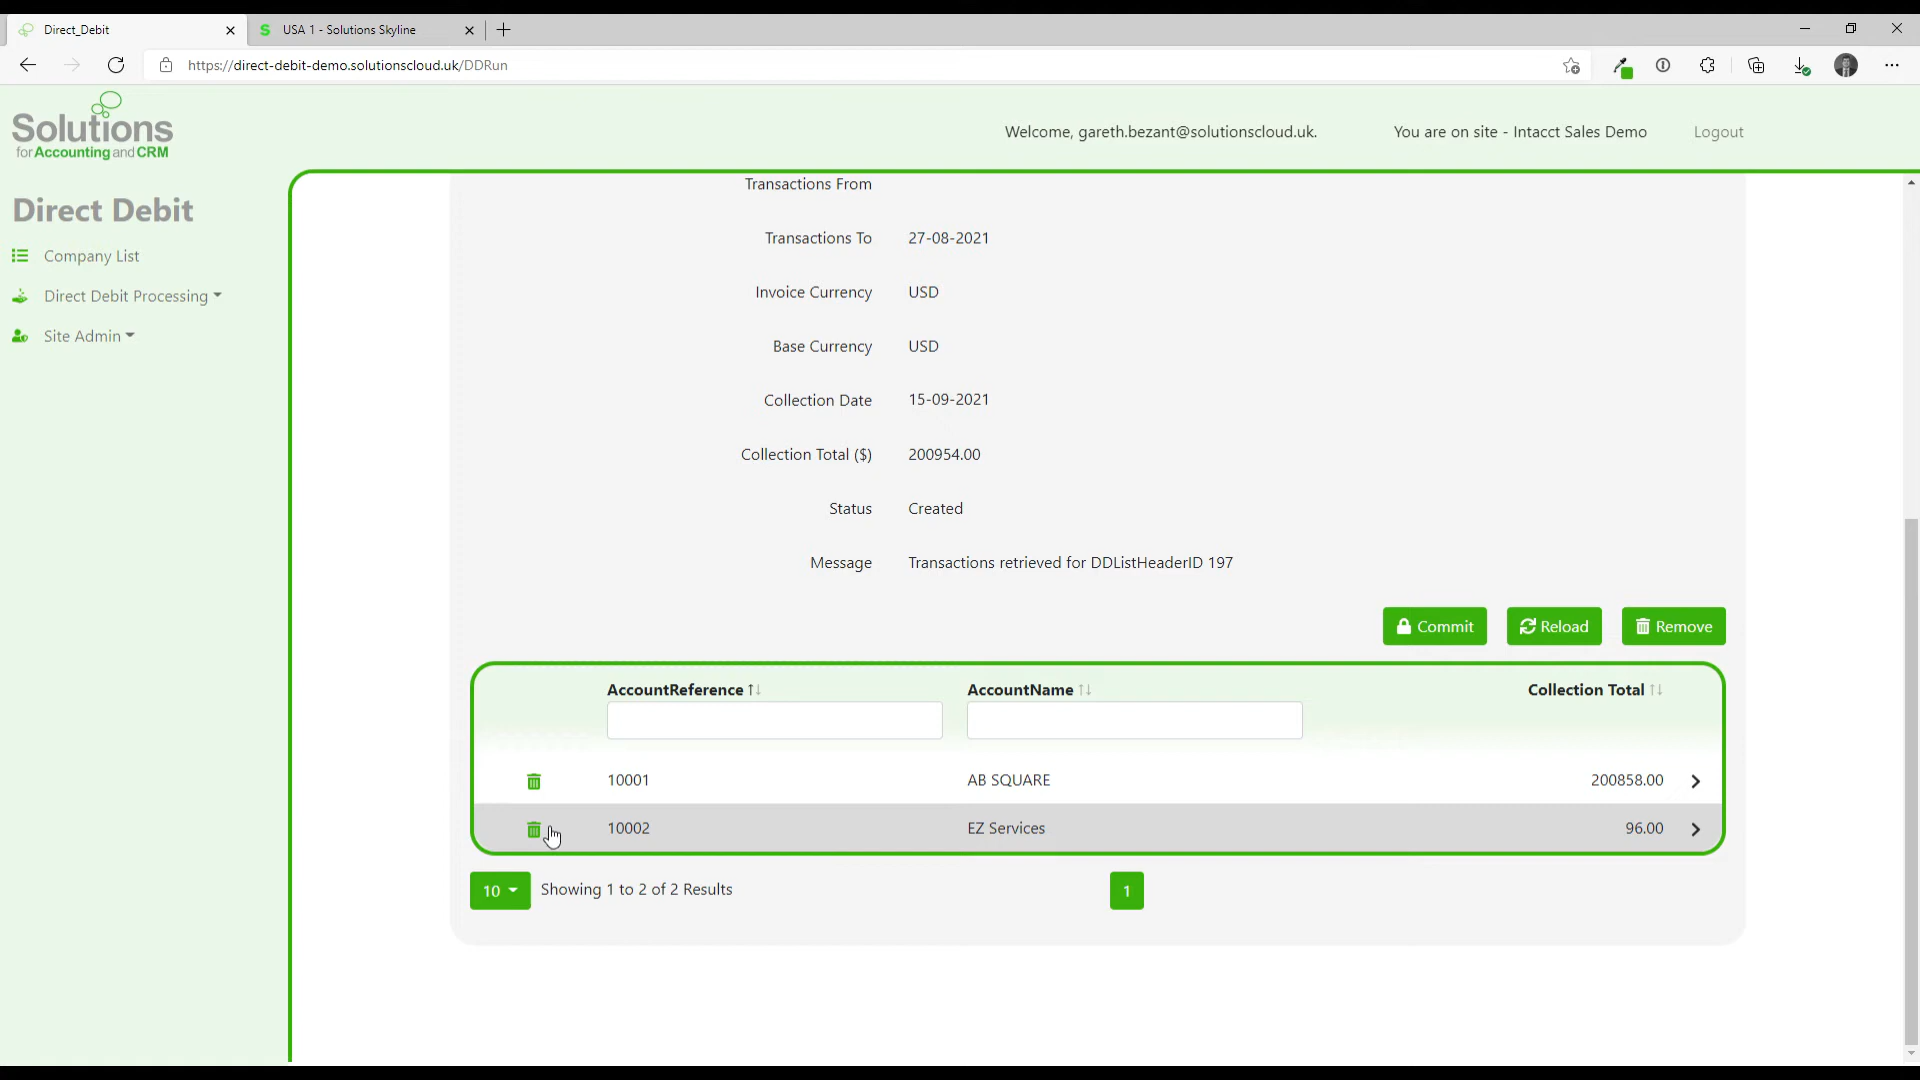 Direct_Debit
USA 1 - Solutions Skyline
https://direct-debit-demo.solutionscloud.uk/DDRun
Solutions
for Accounting and CRM
Welcome, gareth.bezant@solutionscloud.uk.
You are on site - Intacct Sales Demo
Logout
Direct Debit
Company List
Direct Debit Processing
Site Admin
Transactions From
Transactions To 27-08-2021
Invoice Currency USD
Base Currency USD
Collection Date 15-09-2021
Collection Total ($) 200954.00
Status Created
Message Transactions retrieved for DDListHeaderID 197
Commit Reload Remove
AccountReference AccountName Collection Total
10001 AB SQUARE 200858.00
10002 EZ Services 96.00
10 Showing 1 to 2 of 2 Results 1